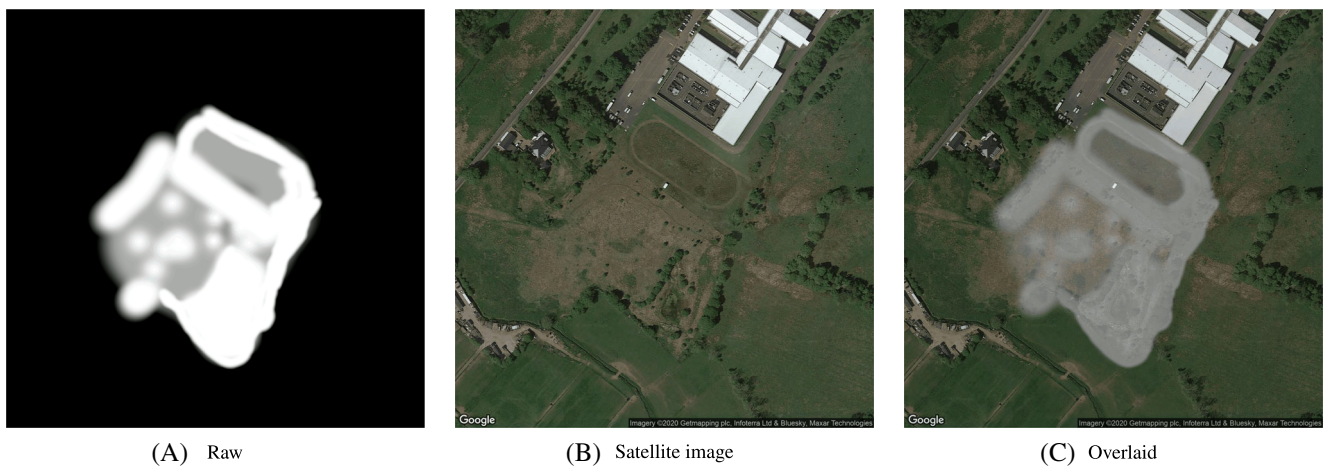 Google
Imagery ©2020 Getmapping plc, Infoterra Ltd & Bluesky, Maxar Technologies
Google
Imagery ©2020 Getmapping plc, Infoterra Ltd & Bluesky, Maxar Technologies
(A) Raw
(B) Satellite image
(C) Overlaid